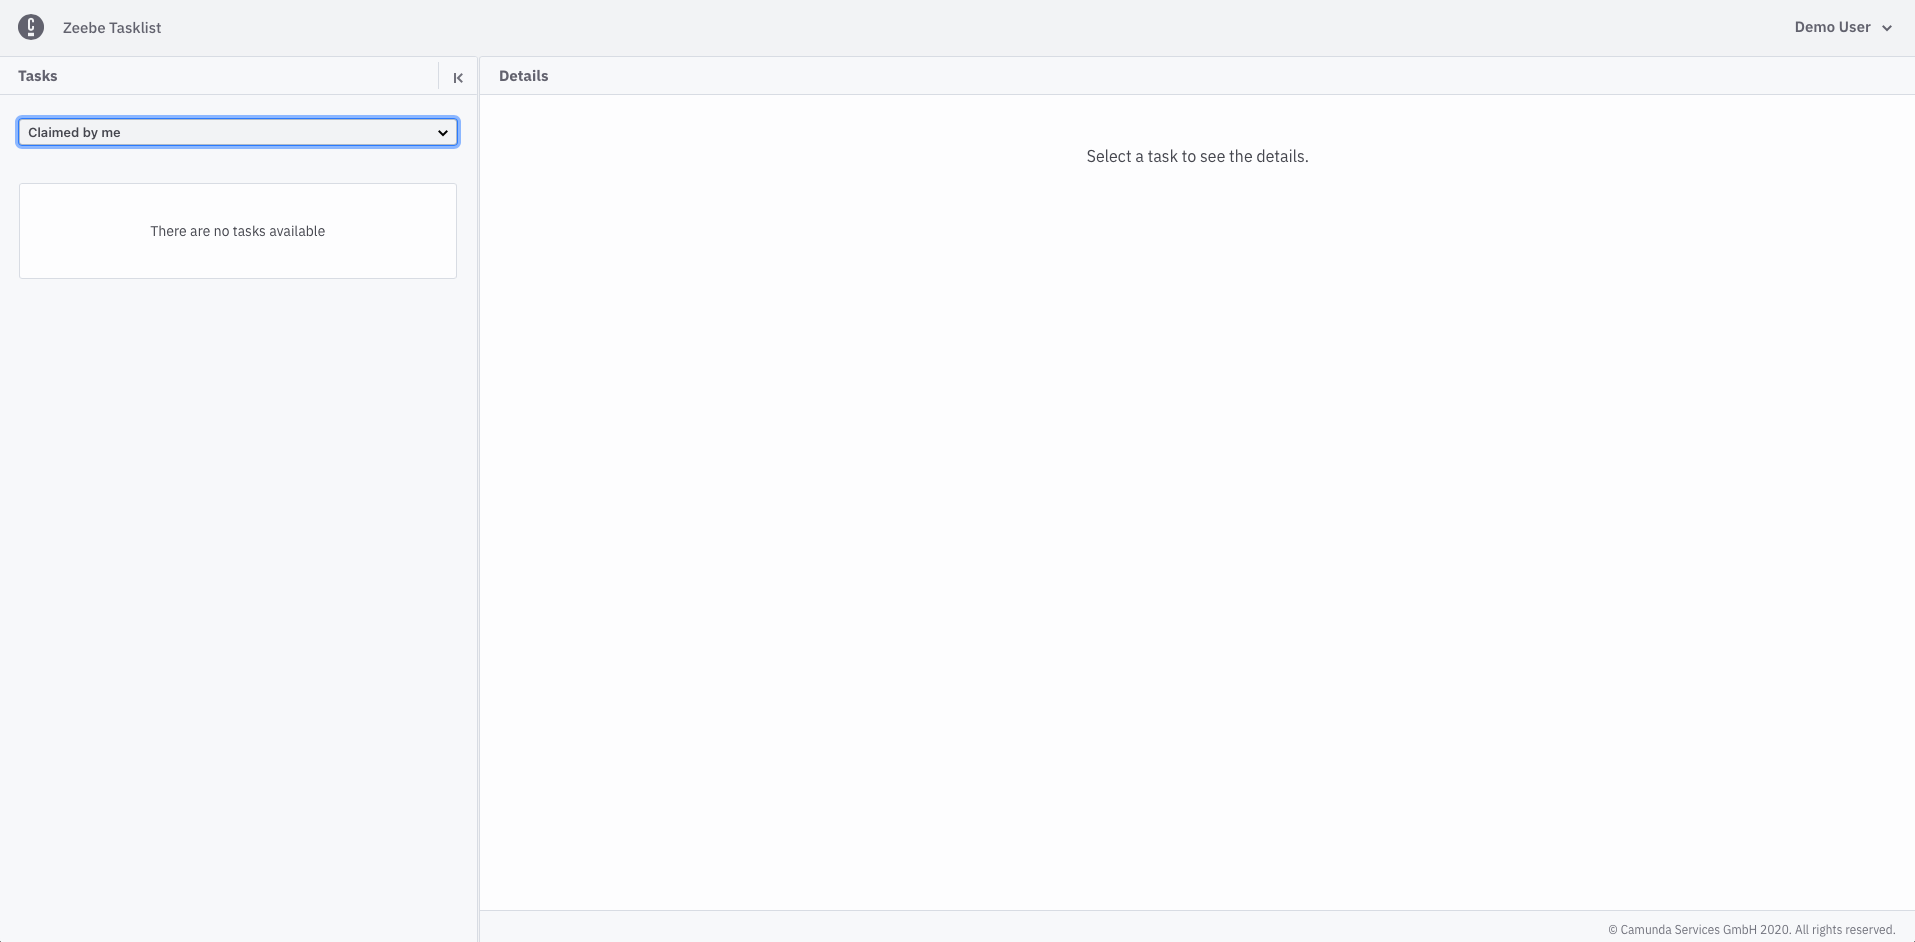 Zeebe Tasklist
Demo User
Tasks
Details
Claimed by me
Select a task to see the details.
There are no tasks available
© Camunda Services GmbH 2020. All rights reserved.